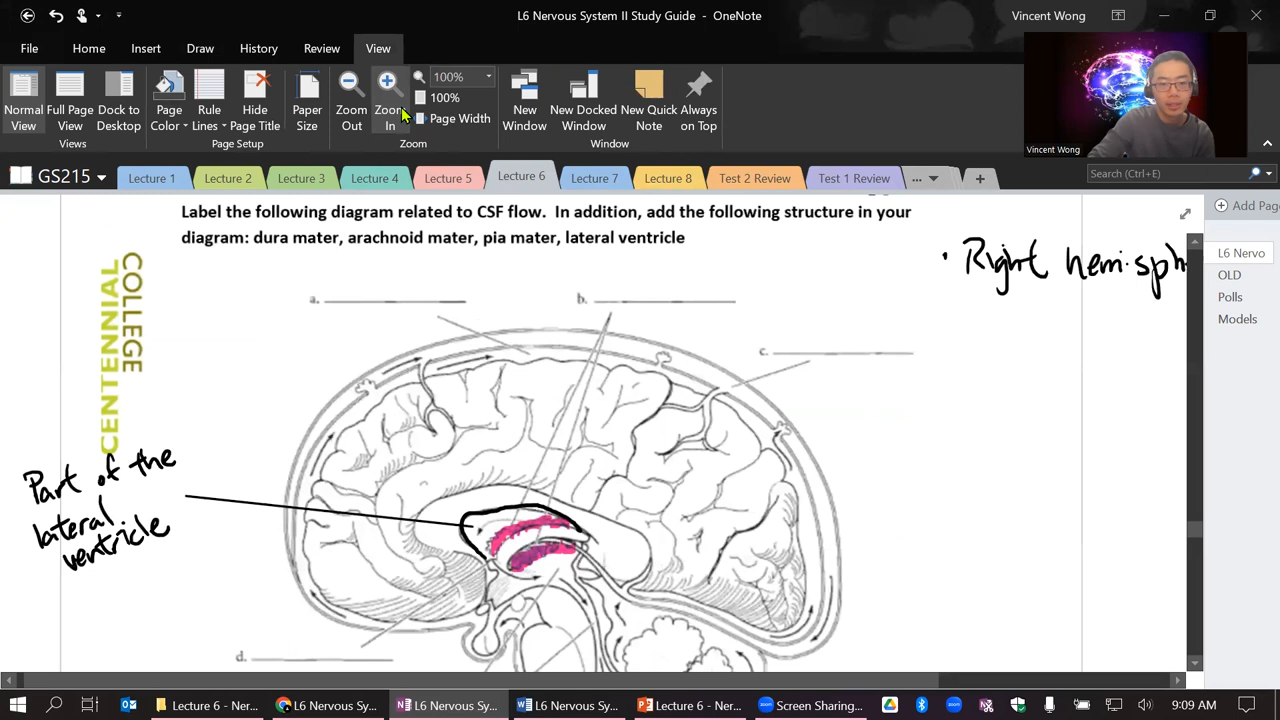 L6 Nervous System II Study Guide - OneNote
Vincent Wong
File Home Insert Draw History Review View
Normal View
Full Page View
Dock to Desktop
Views
Page Color
Rule Lines
Hide Page Title
Page Setup
Paper Size
Zoom Out
Zoom In
100%
100%
Page Width
Zoom
New Window
New Docked Window
New Quick Note
Always on Top
Window
Vincent Wong
GS215
Lecture 1 Lecture 2 Lecture 3 Lecture 4 Lecture 5 Lecture 6 Lecture 7 Lecture 8 Test 2 Review Test 1 Review ...
Search (Ctrl+E)
Add Page
L6 Nervo
OLD
Polls
Models
Label the following diagram related to CSF flow. In addition, add the following structure in your
diagram: dura mater, arachnoid mater, pia mater, lateral ventricle
• Right hemisph
CENTENNIAL
COLLEGE
a.
b.
c.
Part of the
lateral
ventricle
d.
Lecture 6 - Ner...
L6 Nervous Sy...
L6 Nervous Sy...
L6 Nervous Sy...
Lecture 6 - Ner...
Screen Sharing...
9:09 AM